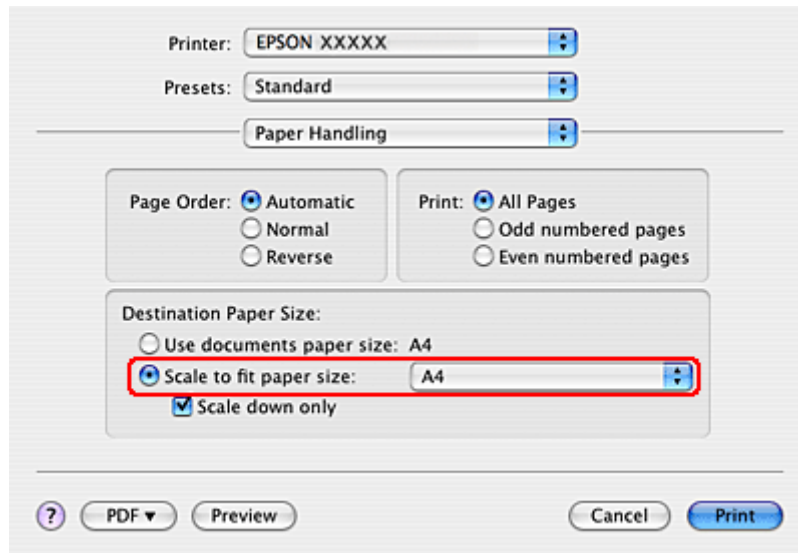 Printer: EPSON XXXXX
Presets: Standard
Paper Handling
Page Order: Automatic
Normal
Reverse
Print: All Pages
Odd numbered pages
Even numbered pages
Destination Paper Size:
Use documents paper size: A4
Scale to fit paper size: A4
Scale down only
? PDF ▼ Preview Cancel Print